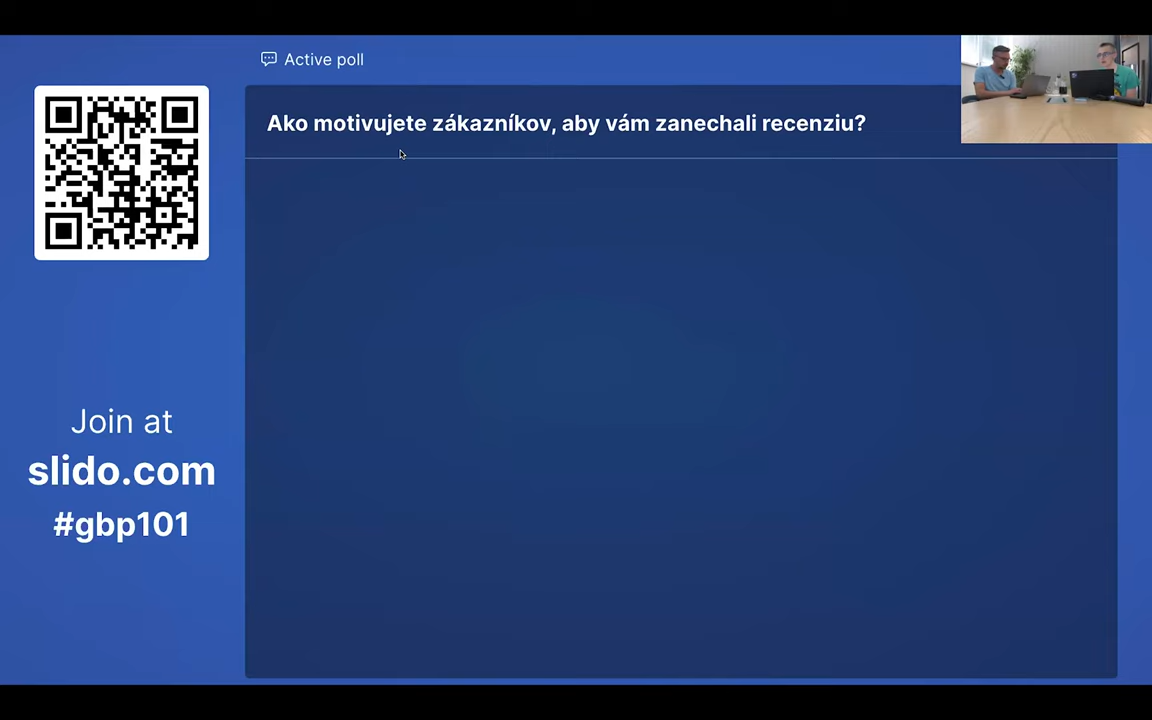 Active poll
Ako motivujete zákazníkov, aby vám zanechali recenziu?
Join at
slido.com
#gbp101